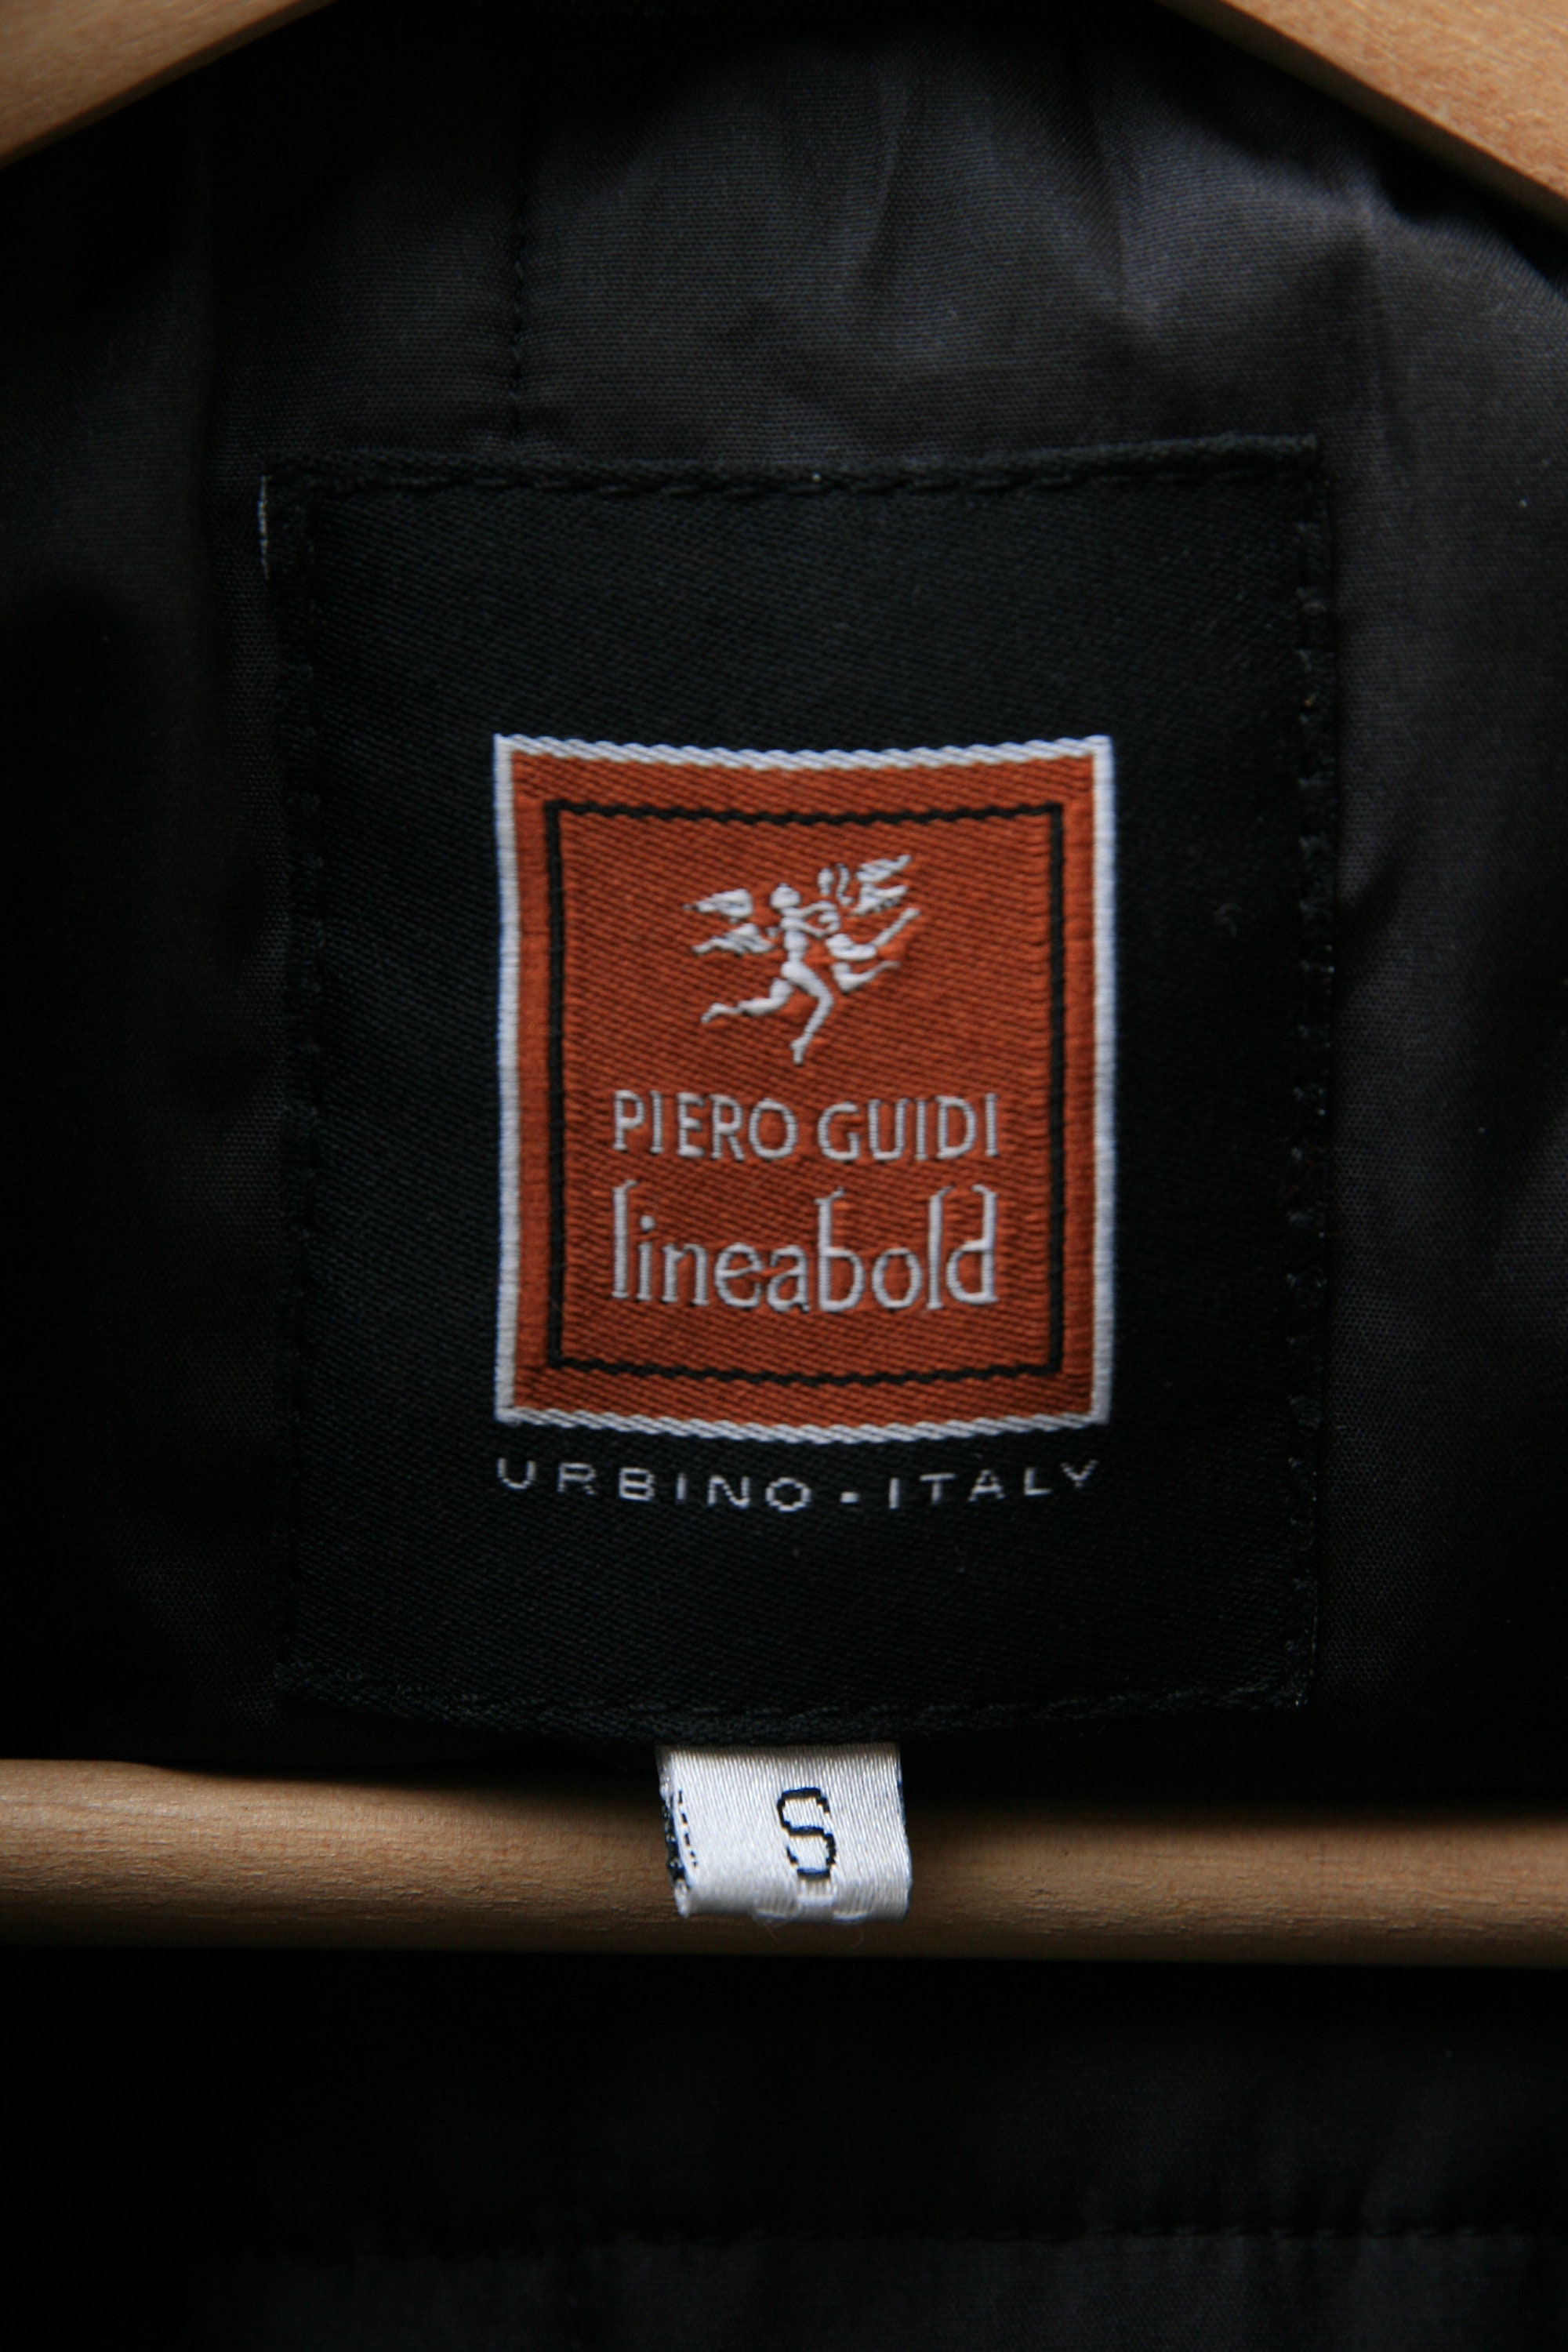 PIERO GUIDI
lineabold
URBINO - ITALY
S